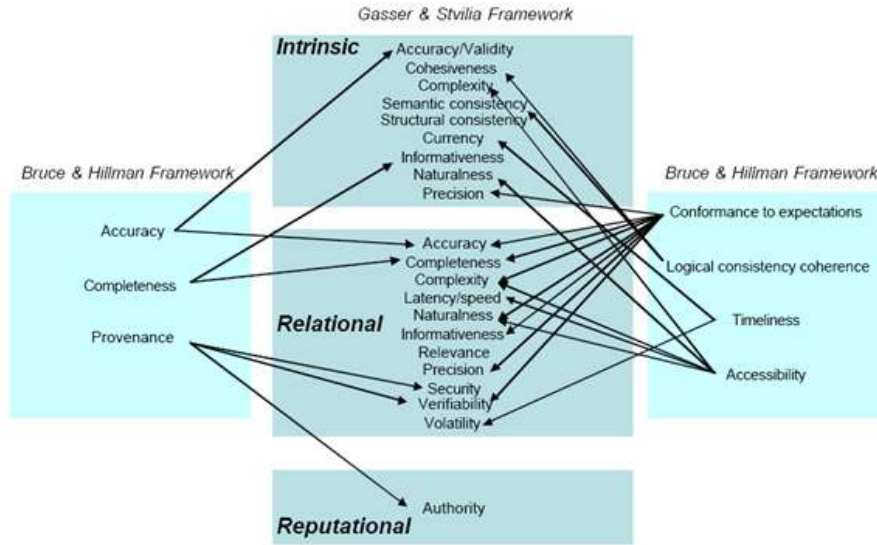 Gasser & Stvilia Framework
Intrinsic
Accuracy/Validity
Cohesiveness
Complexity
Semantic consistency
Structural consistency
Currency
Informativeness
Naturalness
Precision
Bruce & Hillman Framework
Accuracy
Completeness
Provenance
Relational
Accuracy
Completeness
Complexity
Latency/speed
Naturalness
Informativeness
Relevance
Precision
Security
Verifiability
Volatility
Bruce & Hillman Framework
Conformance to expectations
Logical consistency coherence
Timeliness
Accessibility
Authority
Reputational